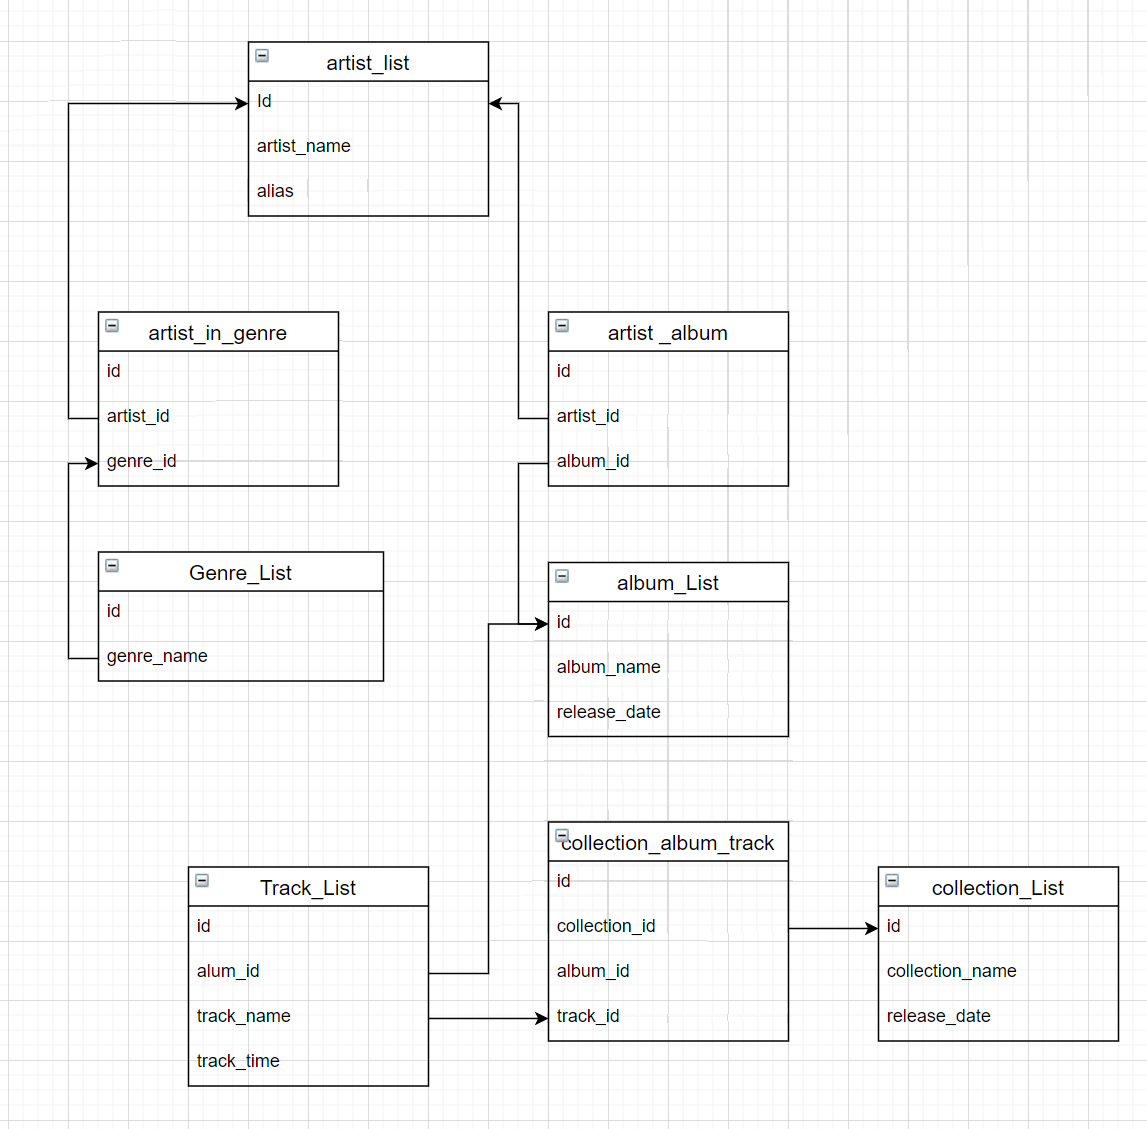 artist_list
Id
artist_name
alias
artist_in_genre
id
artist_id
genre_id
artist _album
id
artist_id
album_id
Genre_List
id
genre_name
album_List
id
album_name
release_date
Track_List
id
alum_id
track_name
track_time
collection_album_track
id
collection_id
album_id
track_id
collection_List
id
collection_name
release_date